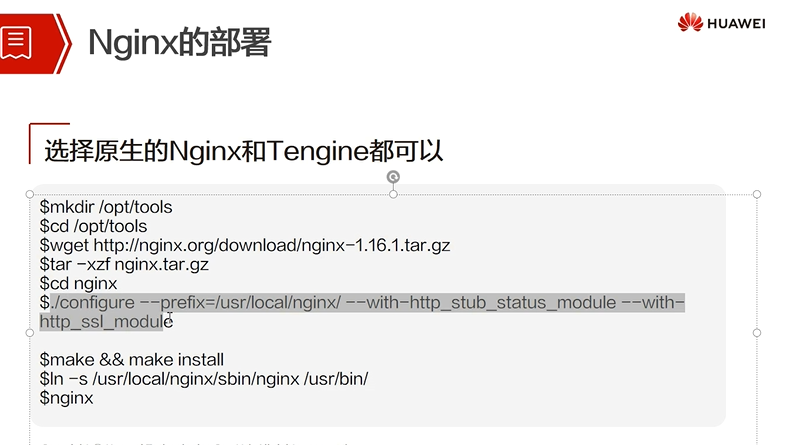 HUAWEI
Nginx的部署
选择原生的Nginx和Tengine都可以
$mkdir /opt/tools
$cd /opt/tools
$wget http://nginx.org/download/nginx-1.16.1.tar.gz
$tar –xzf nginx.tar.gz
$cd nginx
$./configure --prefix=/usr/local/nginx/ --with-http_stub_status_module --with-
http_ssl_module
$make && make install
$ln –s /usr/local/nginx/sbin/nginx /usr/bin/
$nginx